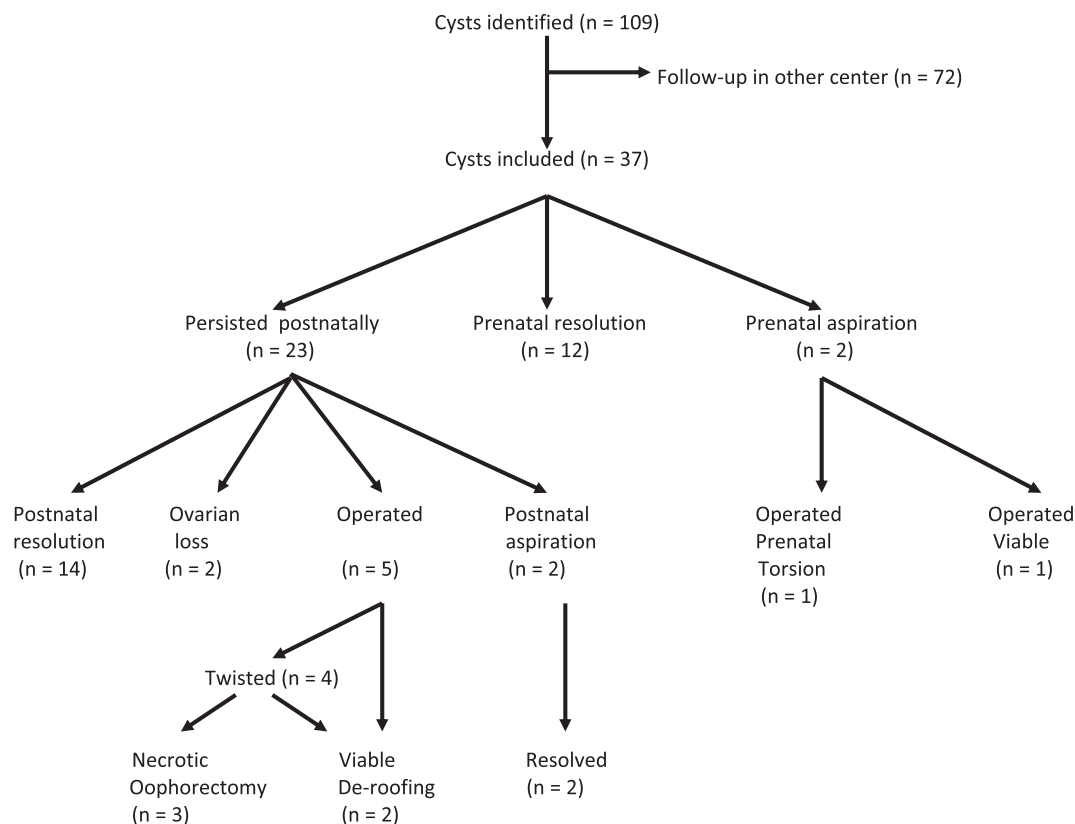 Cysts identified (n = 109)
Follow-up in other center (n = 72)
Cysts included (n = 37)
Persisted postnatally
(n = 23)
Prenatal resolution
(n = 12)
Prenatal aspiration
(n = 2)
Postnatal
resolution
(n = 14)
Ovarian
loss
(n = 2)
Operated
(n = 5)
Postnatal
aspiration
(n = 2)
Operated
Prenatal
Torsion
(n = 1)
Operated
Viable
(n = 1)
Twisted (n = 4)
Necrotic
Oophorectomy
(n = 3)
Viable
De-roofing
(n = 2)
Resolved
(n = 2)